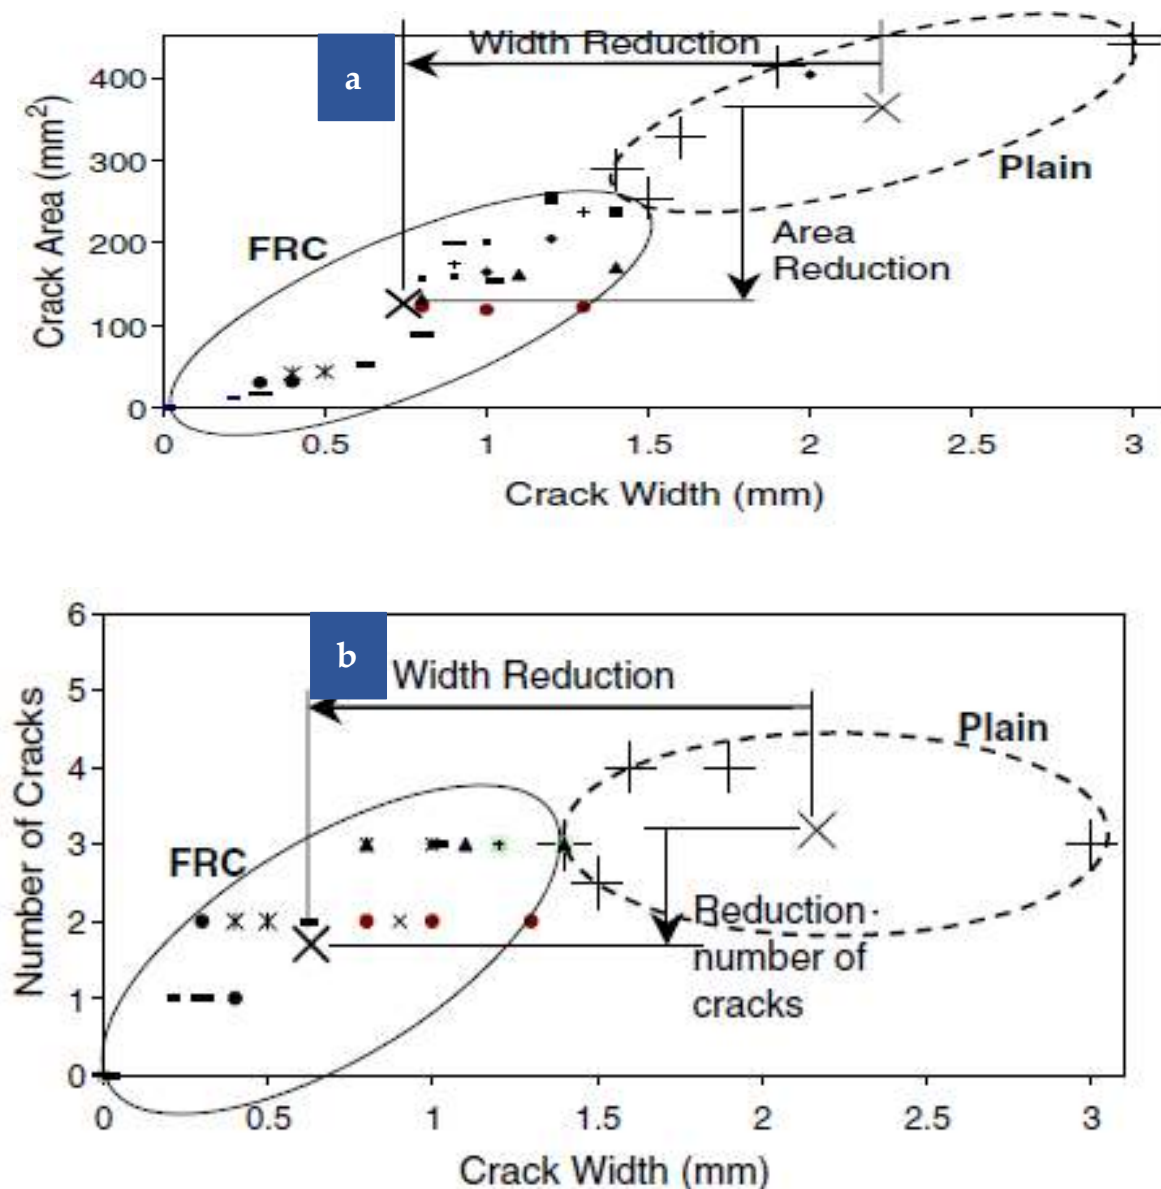 a
Width Reduction
Crack Area (mm²)
400
300
200
100
0
FRC
Plain
Area
Reduction
0
0.5
1
1.5
2
2.5
3
Crack Width (mm)
b
Width Reduction
Number of Cracks
6
5
4
3
2
1
0
FRC
Plain
Reduction
number of
cracks
0
0.5
1
1.5
2
2.5
3
Crack Width (mm)